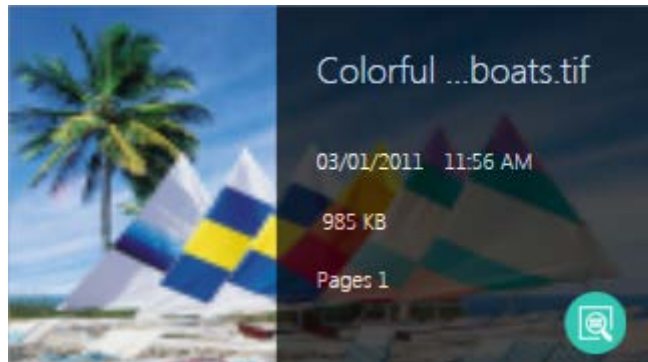 Colorful ...boats.tif
03/01/2011 11:56 AM
985 KB
Pages 1